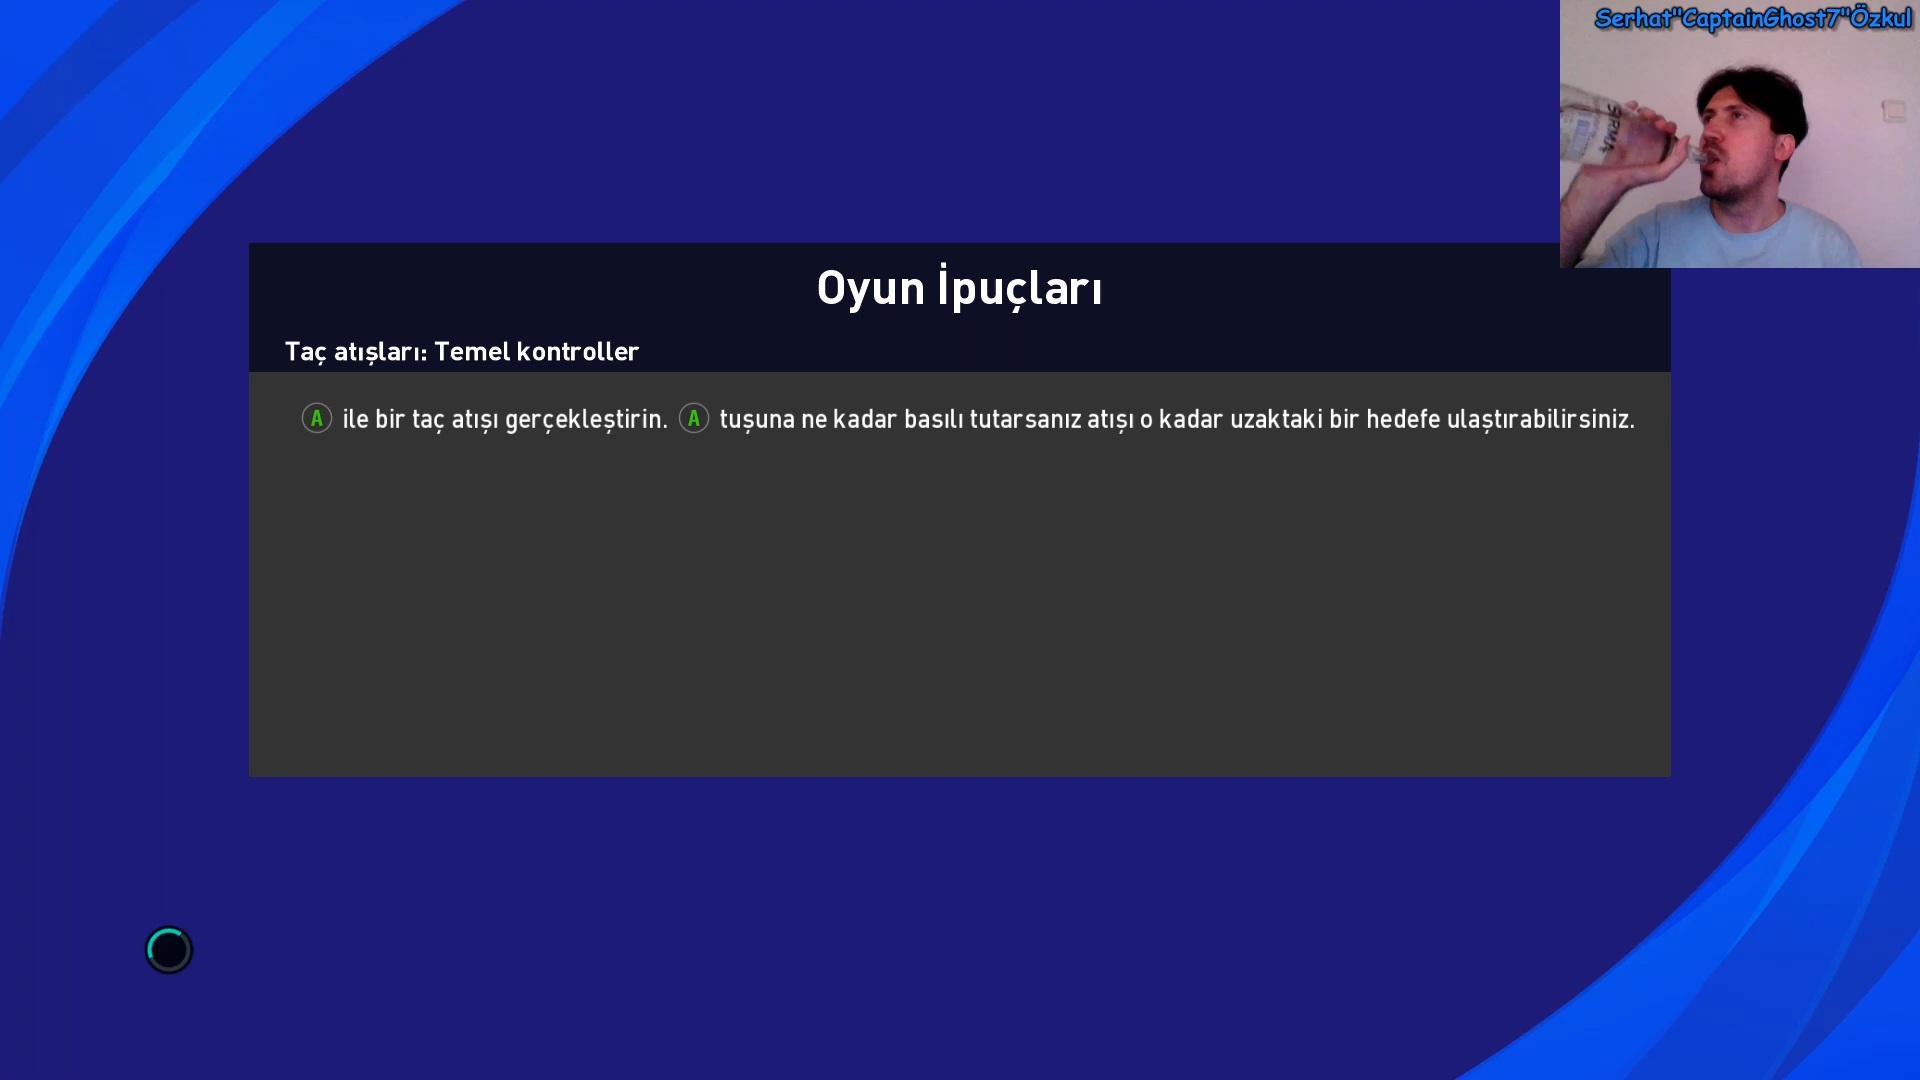 Serhat"CaptainGhost7"Özkul
SIRMA
Oyun İpuçları
Taç atışları: Temel kontroller
A ile bir taç atışı gerçekleştirin. A tuşuna ne kadar basılı tutarsanız atışı o kadar uzaktaki bir hedefe ulaştırabilirsiniz.